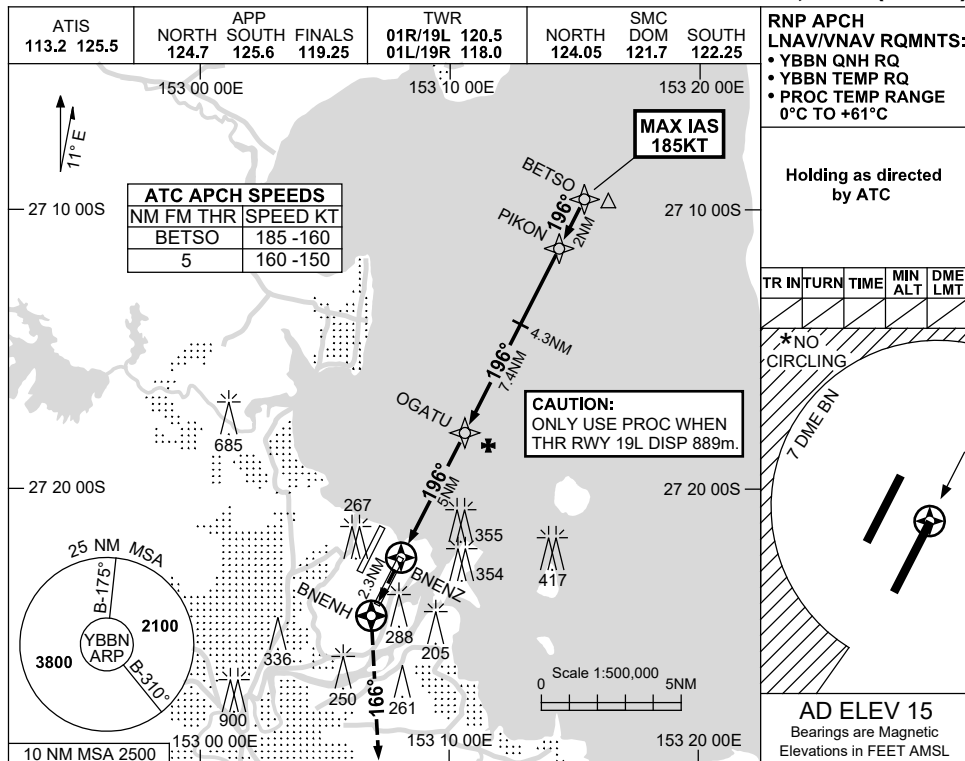 ATIS
113.2 125.5
APP
NORTH SOUTH FINALS
124.7 125.6 119.25
TWR
01R/19L 120.5
01L/19R 118.0
SMC
NORTH DOM SOUTH
124.05 121.7 122.25
RNP APCH
LNAV/VNAV RQMNTS:
• YBBN QNH RQ
• YBBN TEMP RQ
• PROC TEMP RANGE
0°C TO +61°C
153 00 00E
153 10 00E
153 20 00E
11° E
MAX IAS
185KT
BETSO
196°
2NM
PIKON
Holding as directed
by ATC
ATC APCH SPEEDS
NM FM THR SPEED KT
BETSO 185 -160
5 160 -150
27 10 00S
27 10 00S
TR IN TURN TIME MIN ALT DME LMT
4.3NM
196°
7.4NM
*NO
CIRCLING
7 DME BN
OGATU
CAUTION:
ONLY USE PROC WHEN
THR RWY 19L DISP 889m.
685
27 20 00S
27 20 00S
196°
5NM
267
355
354
417
25 NM MSA
B-175°
2100
YBBN
ARP
3800
B-310°
BNENZ
2.3NM
BNENH
288
205
336
250
261
900
166°
Scale 1:500,000
0 5NM
10 NM MSA 2500
153 00 00E
153 10 00E
153 20 00E
AD ELEV 15
Bearings are Magnetic
Elevations in FEET AMSL